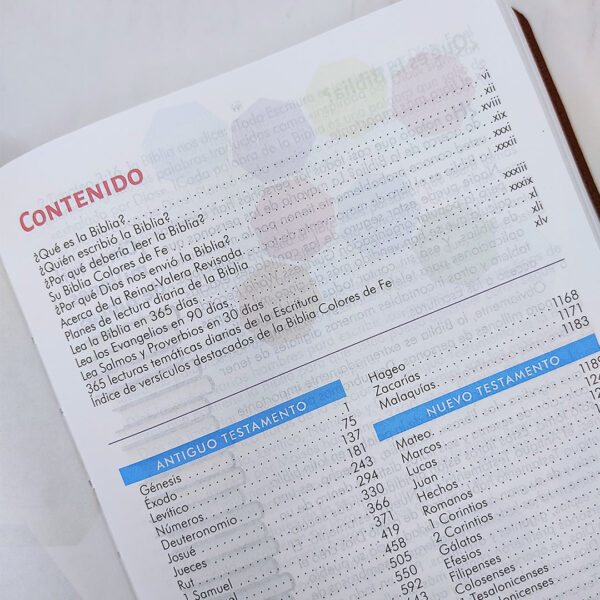 CONTENIDO
¿Qué es la Biblia? vi
¿Quién escribió la Biblia? xii
¿Por qué debería leer la Biblia? xviii
Su Biblia Colores de Fe xix
¿Por qué Dios nos envió la Biblia? xxxi
Acerca de la Reina-Valera Revisada xxxii
Planes de lectura diaria de la Biblia
Lea la Biblia en 365 días xxxiii
Lea los Evangelios en 90 días xxxix
Lea Salmos y Proverbios en 30 días xl
365 lecturas temáticas diarias de la Escritura xli
Índice de versículos destacados de la Biblia Colores de Fe xlv
ANTIGUO TESTAMENTO
Génesis 1
Éxodo 75
Levítico 137
Números 181
Deuteronomio 243
Josué 294
Jueces 330
Rut 366
1 Samuel 371
419
458
505
550
592
Hageo 1168
Zacarías 1171
Malaquías 1183
NUEVO TESTAMENTO
Mateo
Marcos
Lucas
Juan
Hechos
Romanos
1 Corintios
2 Corintios
Gálatas
Efesios
Filipenses
Colosenses
Tesalonicenses